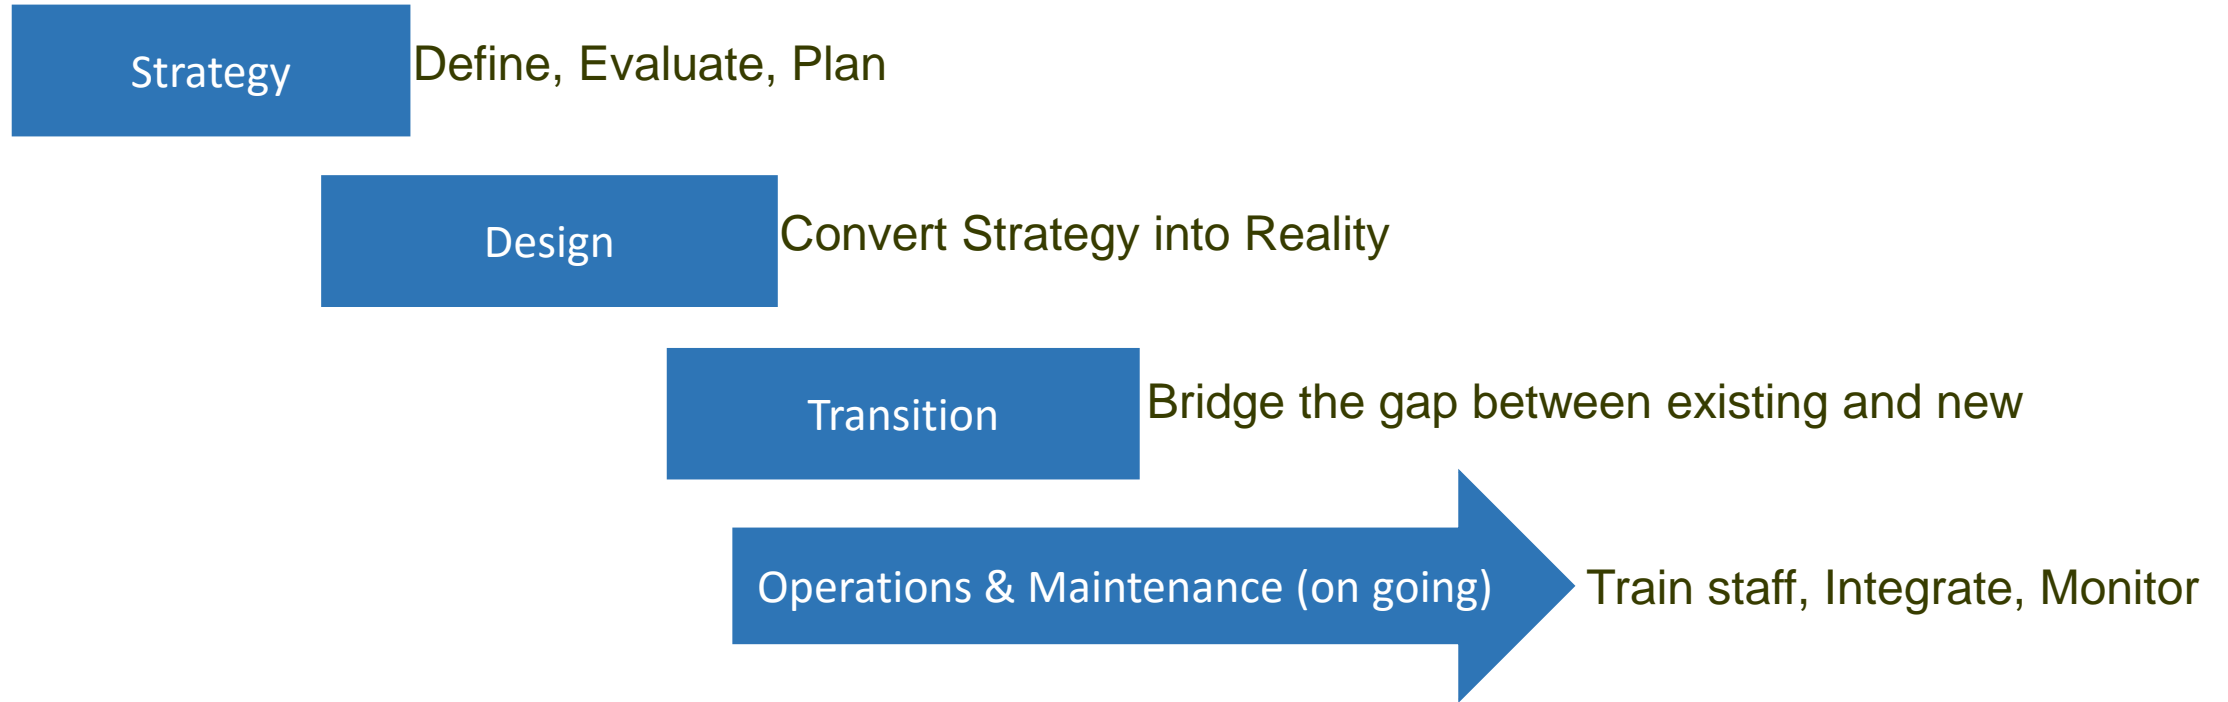 Strategy
Define, Evaluate, Plan
Design
Convert Strategy into Reality
Transition
Bridge the gap between existing and new
Operations & Maintenance (on going)
Train staff, Integrate, Monitor